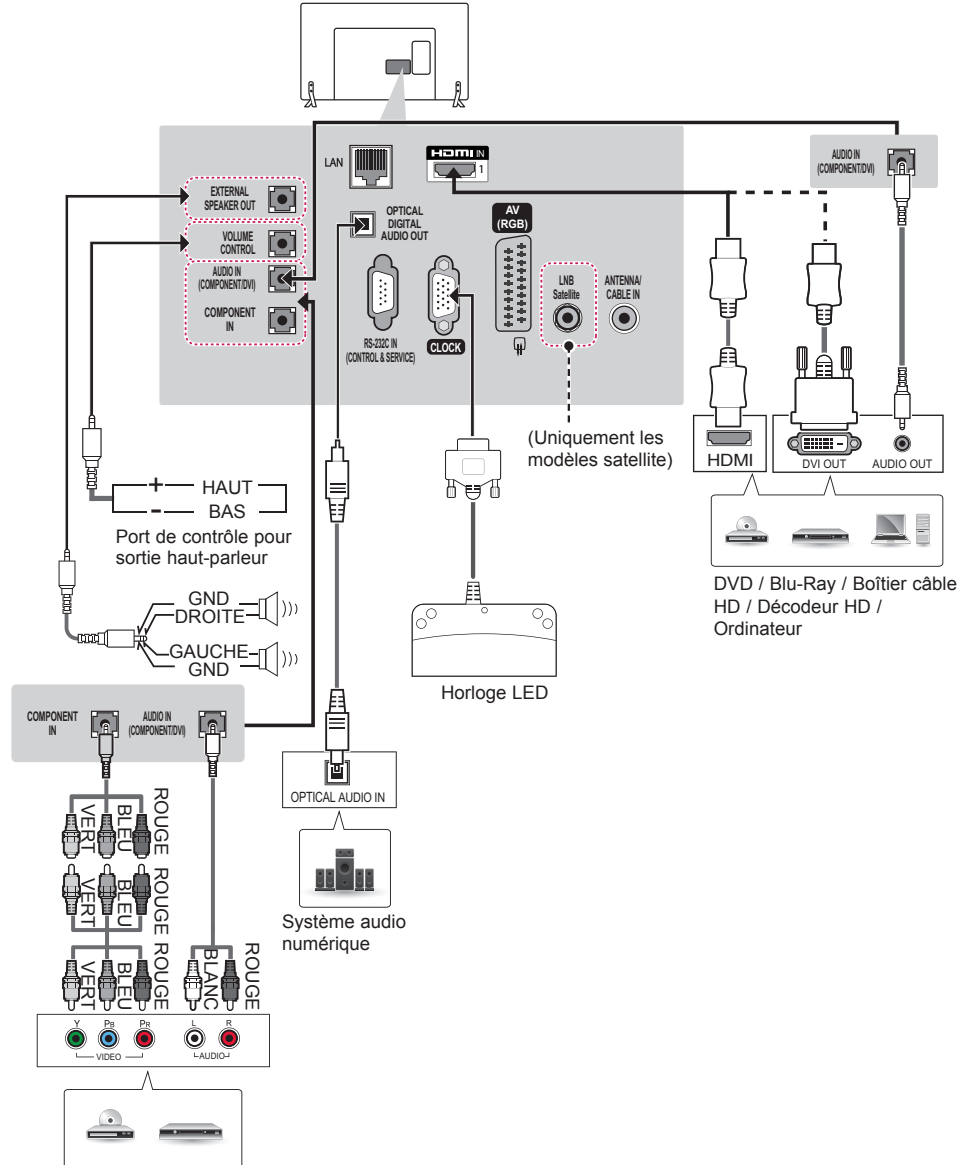 LAN
HDMI IN
1
EXTERNAL
SPEAKER OUT
VOLUME
CONTROL
AUDIO IN
(COMPONENT/DVI)
COMPONENT
IN
OPTICAL
DIGITAL
AUDIO OUT
RS-232C IN
(CONTROL & SERVICE)
CLOCK
AV
(RGB)
LNB
Satellite
ANTENNA/
CABLE IN
AUDIO IN
(COMPONENT/DVI)
(Uniquement les
modèles satellite)
HDMI
DVI OUT
AUDIO OUT
DVD / Blu-Ray / Boîtier câble
HD / Décodeur HD /
Ordinateur
+ HAUT
- BAS
Port de contrôle pour
sortie haut-parleur
GND
DROITE
GAUCHE
GND
Horloge LED
COMPONENT
IN
AUDIO IN
(COMPONENT/DVI)
OPTICAL AUDIO IN
Système audio
numérique
VERT
BLEU
ROUGE
VERT
BLEU
ROUGE
VERT
BLEU
ROUGE
BLANC
ROUGE
Y PB PR
VIDEO
L R
AUDIO